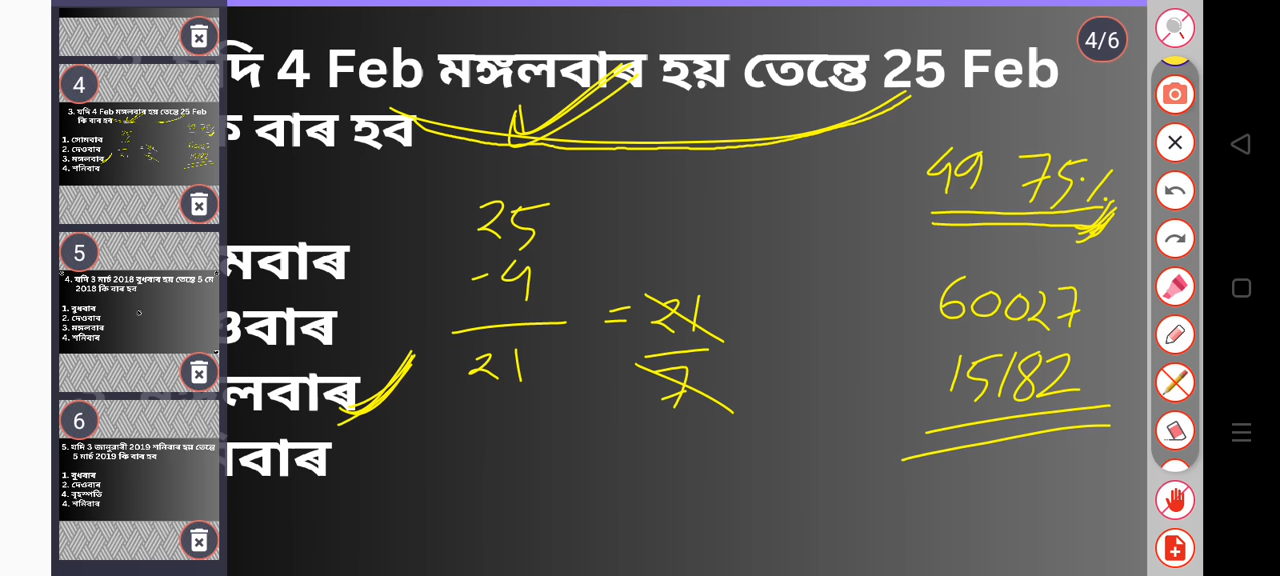 4
3. যদি 4 Feb মঙ্গলবাৰ হয় তেন্তে 25 Feb
কি বাৰ হব
1. সোমবাৰ
2. দেওবাৰ
3. মঙ্গলবাৰ
4. শনিবাৰ
5
4. যদি 3 মাৰ্চ 2018 বুধবাৰ হয় তেন্তে 5 মে
2018 কি বাৰ হব
1. বুধবাৰ
2. দেওবাৰ
3. মঙ্গলবাৰ
4. শনিবাৰ
6
5. যদি 3 জানুৱাৰী 2019 শনিবাৰ হয় তেন্তে
5 মাৰ্চ 2019 কি বাৰ হব
1. বুধবাৰ
2. দেওবাৰ
4. বৃহস্পতি
4. শনিবাৰ
দি 4 Feb মঙ্গলবাৰ হয় তেন্তে 25 Feb
ক বাৰ হব
মবাৰ
ওবাৰ
লবাৰ
বাৰ
4/6
25
-4
21
= 21
7
49 75%
60027
15182